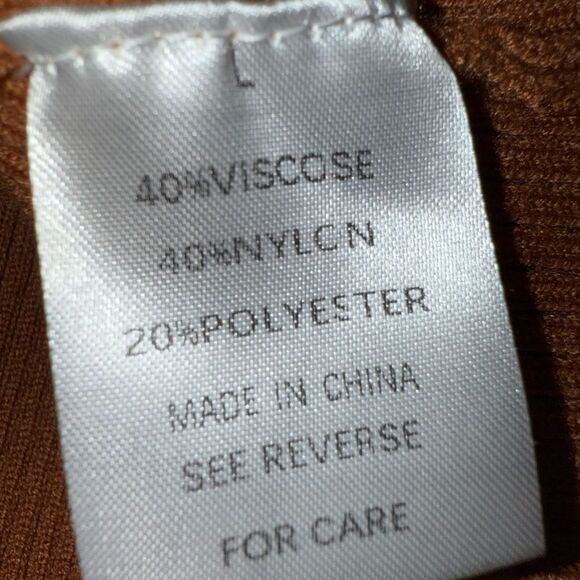 L
40%VISCOSE
40%NYLON
20%POLYESTER
MADE IN CHINA
SEE REVERSE
FOR CARE